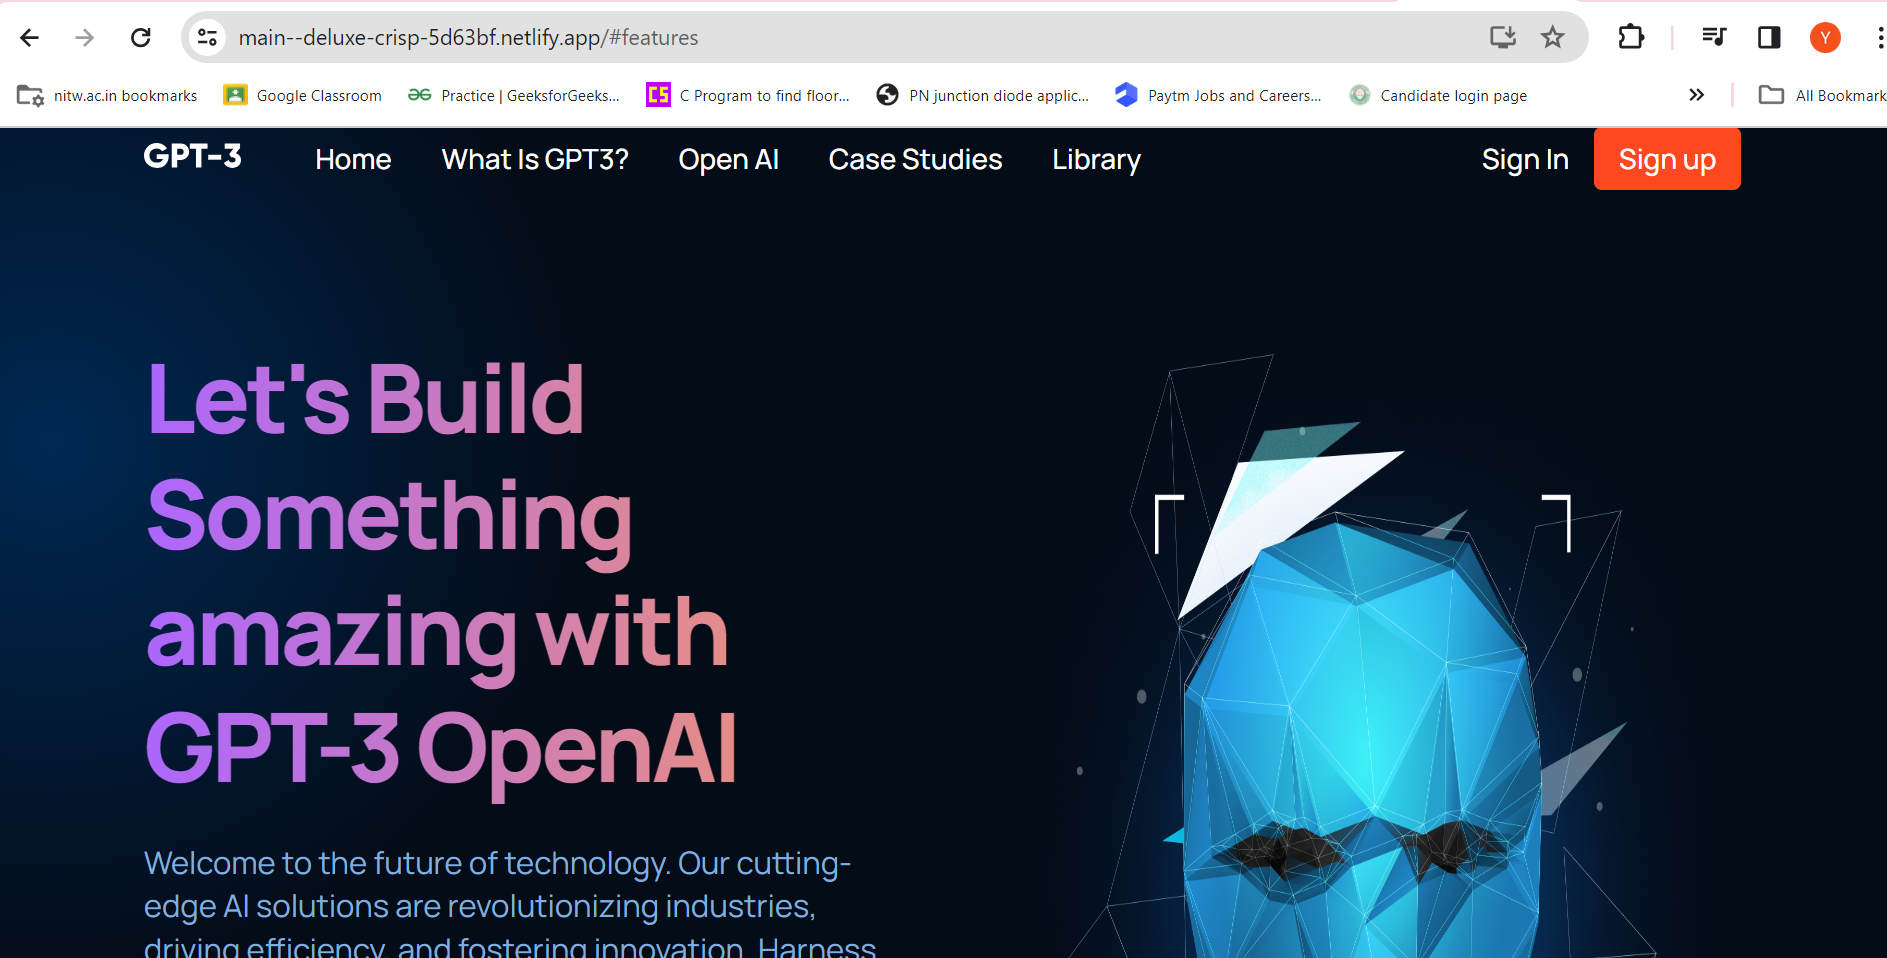 main--deluxe-crisp-5d63bf.netlify.app/#features
Y
nitw.ac.in bookmarks Google Classroom Practice | GeeksforGeeks... CS C Program to find floor... PN junction diode applic... Paytm Jobs and Careers... Candidate login page » All Bookmark
GPT-3 Home What Is GPT3? Open AI Case Studies Library Sign In Sign up
Let's Build
Something
amazing with
GPT-3 OpenAI
Welcome to the future of technology. Our cutting-
edge AI solutions are revolutionizing industries,
driving efficiency, and fostering innovation. Harness